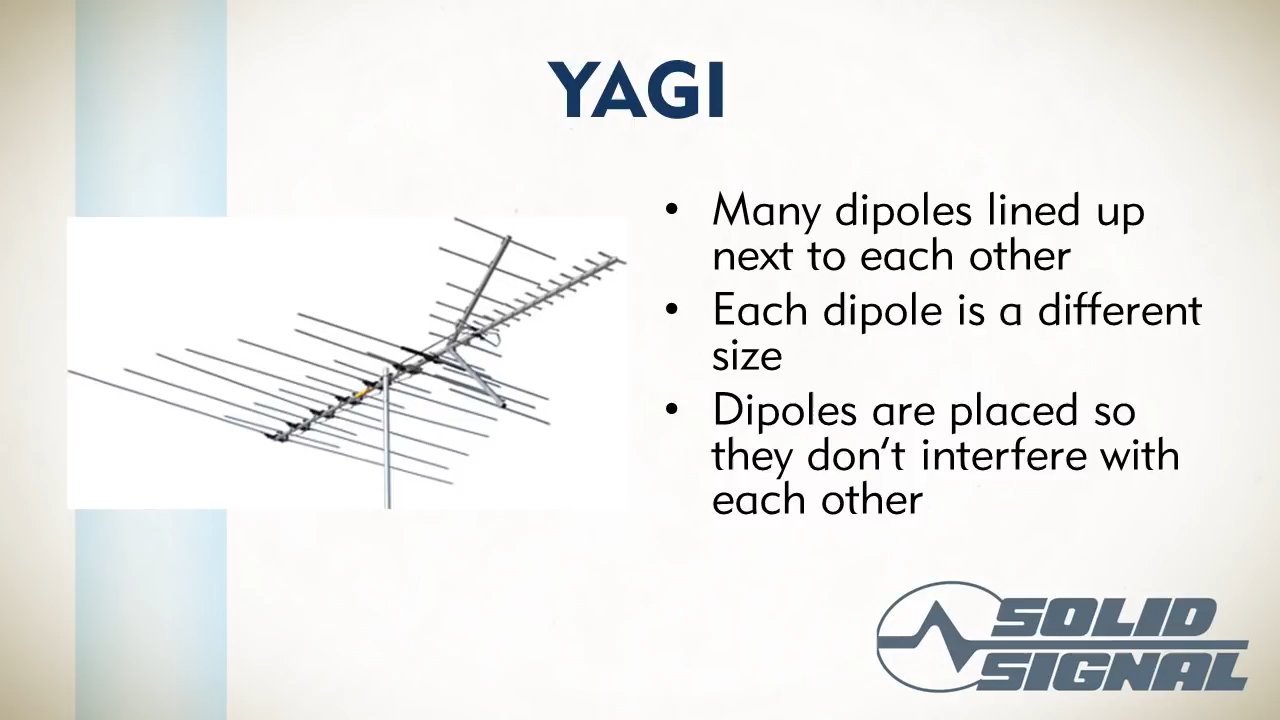 YAGI
• Many dipoles lined up
next to each other
• Each dipole is a different
size
• Dipoles are placed so
they don't interfere with
each other
SOLID
SIGNAL